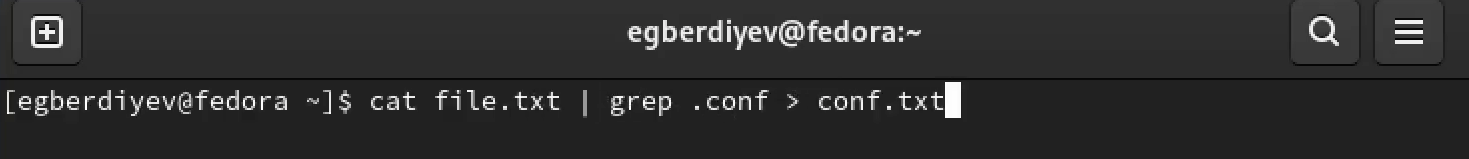 egberdiyev@fedora:~
[egberdiyev@fedora ~]$ cat file.txt | grep .conf > conf.txt